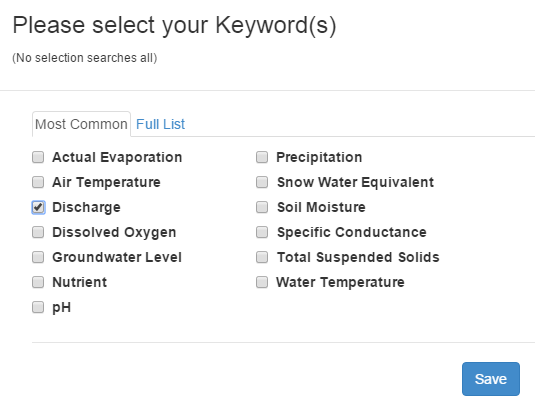 Please select your Keyword(s)
(No selection searches all)
Most Common Full List
Actual Evaporation
Air Temperature
Discharge
Dissolved Oxygen
Groundwater Level
Nutrient
pH
Precipitation
Snow Water Equivalent
Soil Moisture
Specific Conductance
Total Suspended Solids
Water Temperature
Save